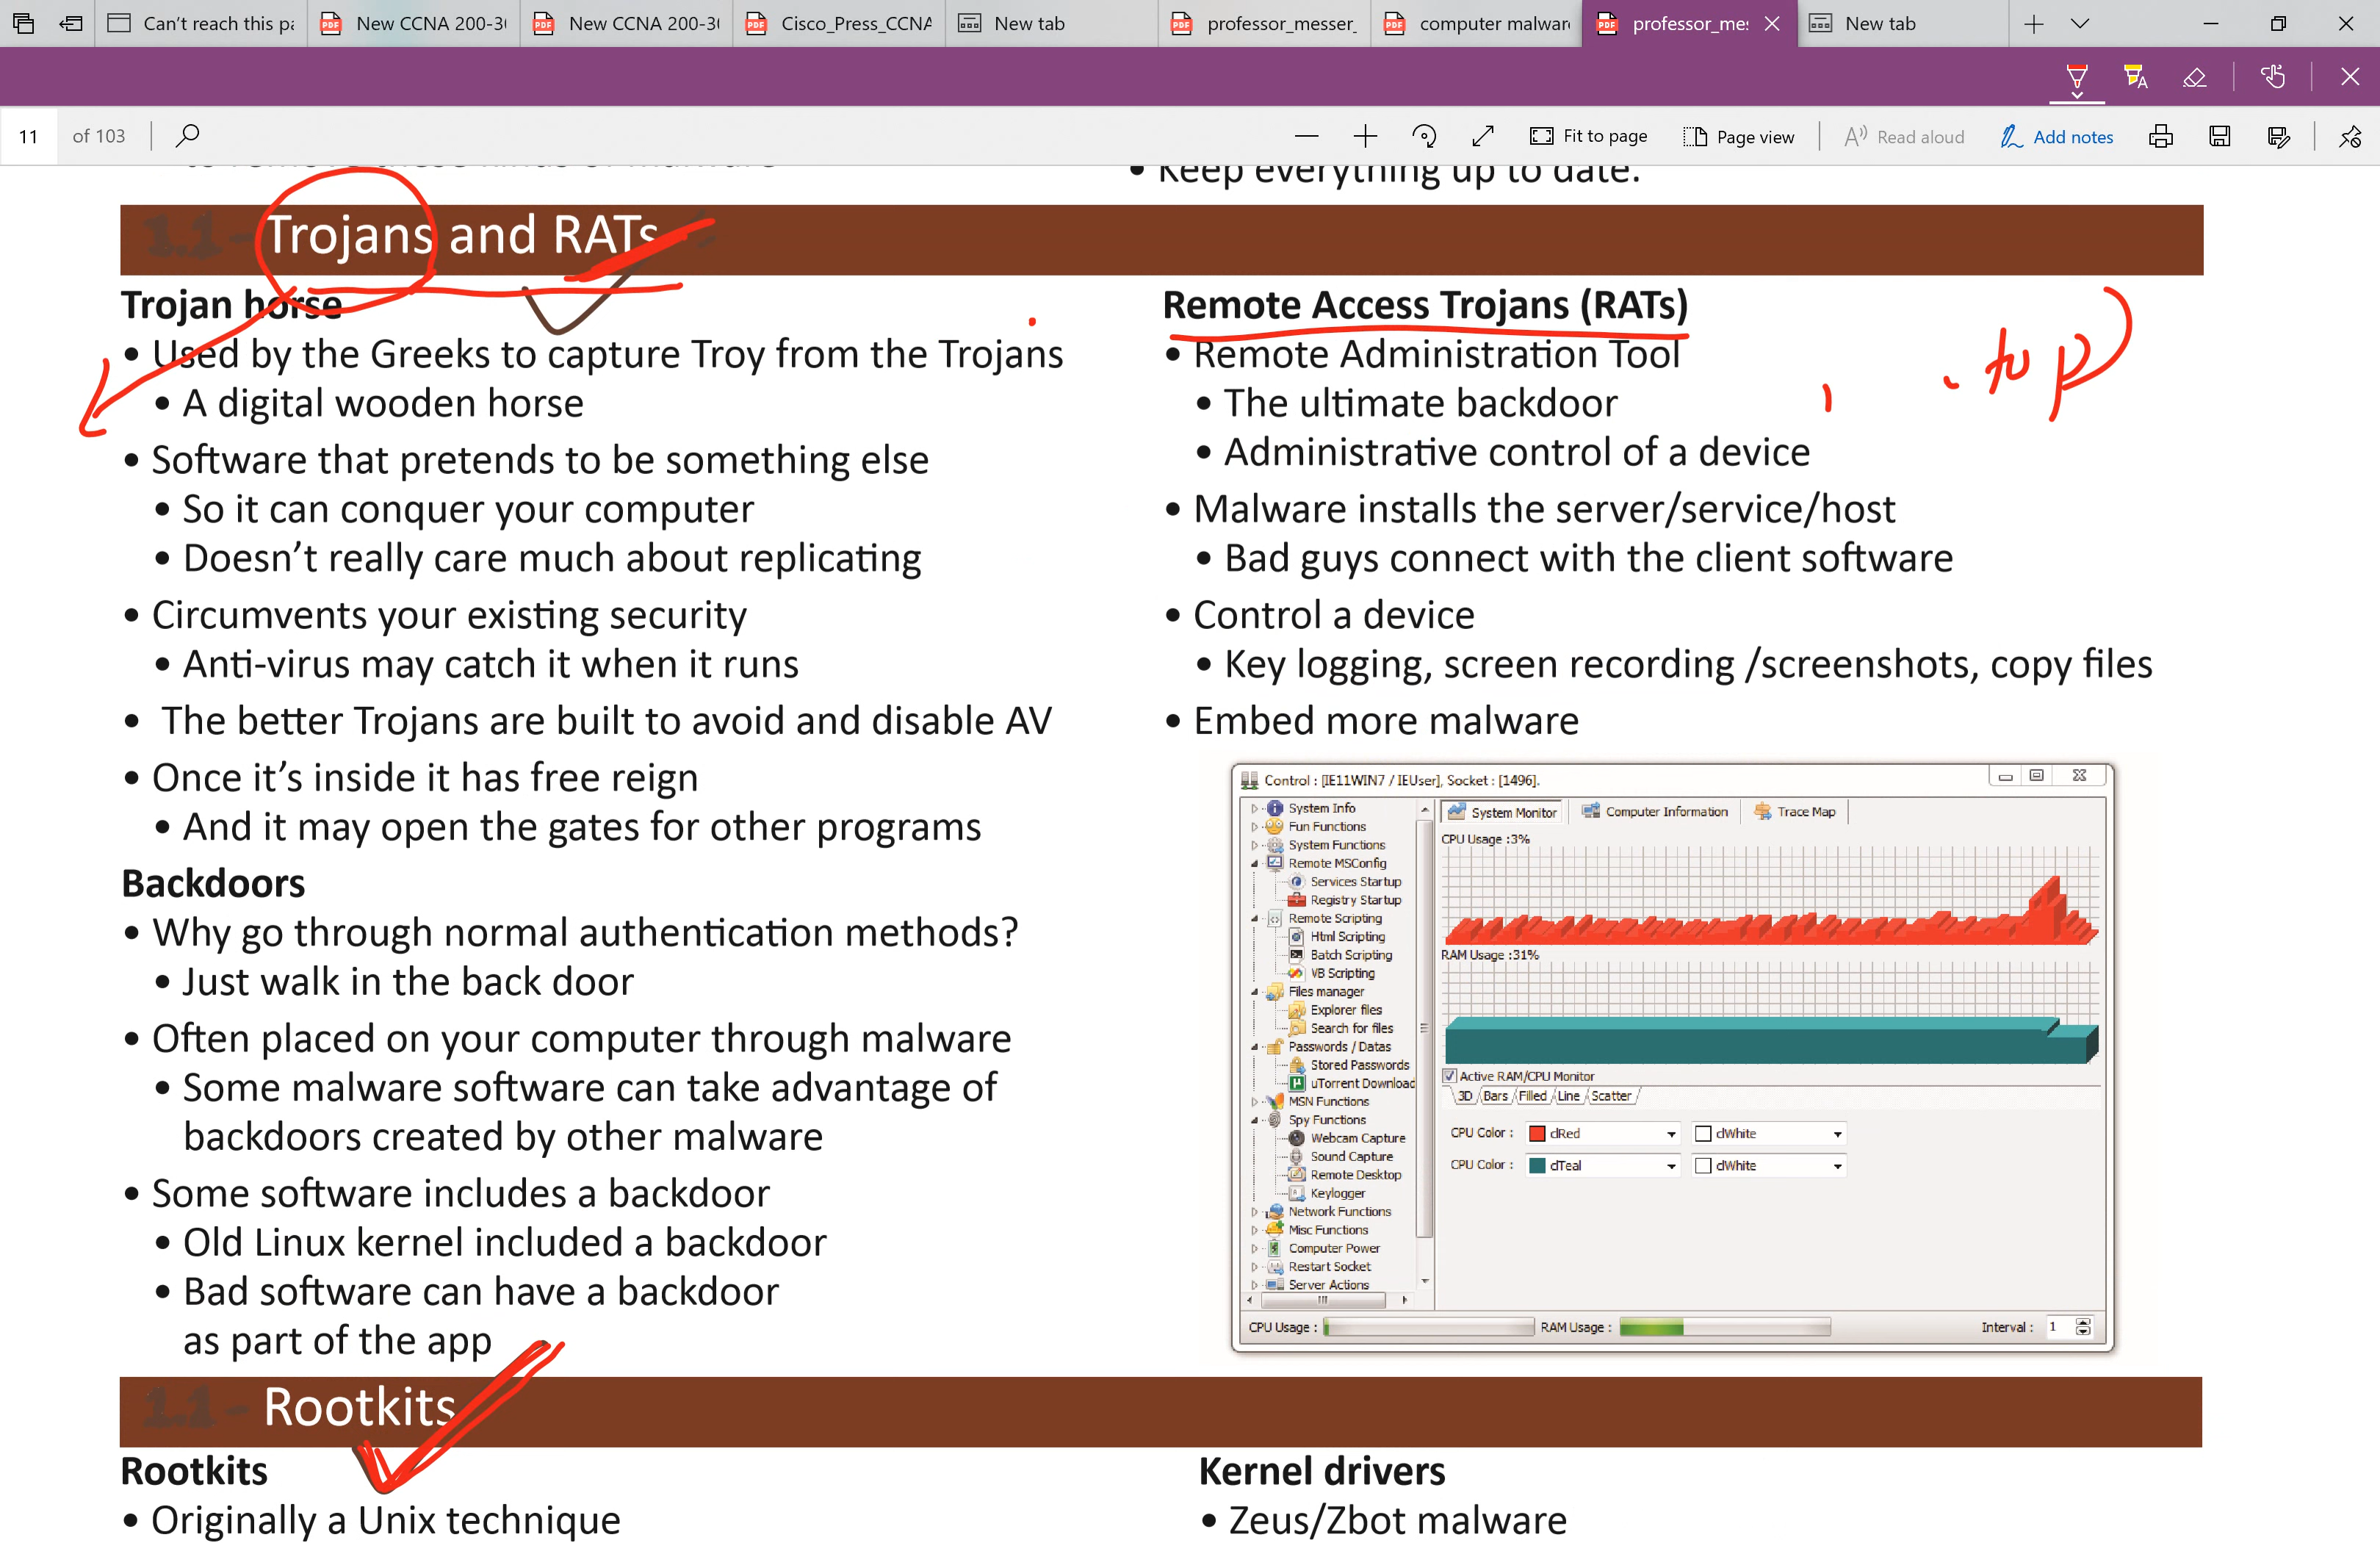 Can't reach this pa
New CCNA 200-30
New CCNA 200-30
Cisco_Press_CCNA
New tab
professor_messer_
computer malware
professor_mes
New tab
11 of 103
Fit to page
Page view
Read aloud
Add notes
• Keep everything up to date.
1.1 - Trojans and RATs -
Trojan horse
• Used by the Greeks to capture Troy from the Trojans
• A digital wooden horse
• Software that pretends to be something else
• So it can conquer your computer
• Doesn’t really care much about replicating
• Circumvents your existing security
• Anti-virus may catch it when it runs
• The better Trojans are built to avoid and disable AV
• Once it’s inside it has free reign
• And it may open the gates for other programs
Backdoors
• Why go through normal authentication methods?
• Just walk in the back door
• Often placed on your computer through malware
• Some malware software can take advantage of
backdoors created by other malware
• Some software includes a backdoor
• Old Linux kernel included a backdoor
• Bad software can have a backdoor
as part of the app
Remote Access Trojans (RATs)
• Remote Administration Tool
• The ultimate backdoor
• Administrative control of a device
• Malware installs the server/service/host
• Bad guys connect with the client software
• Control a device
• Key logging, screen recording /screenshots, copy files
• Embed more malware
Control : [IE11WIN7 / IEUser], Socket : [1496].
System Info
Fun Functions
System Functions
Remote MSConfig
Services Startup
Registry Startup
Remote Scripting
Html Scripting
Batch Scripting
VB Scripting
Files manager
Explorer files
Search for files
Passwords / Datas
Stored Passwords
uTorrent Download
MSN Functions
Spy Functions
Webcam Capture
Sound Capture
Remote Desktop
Keylogger
Network Functions
Misc Functions
Computer Power
Restart Socket
Server Actions
System Monitor
Computer Information
Trace Map
CPU Usage :3%
RAM Usage :31%
Active RAM/CPU Monitor
3D Bars Filled Line Scatter
CPU Color : dRed dWhite
CPU Color : dTeal dWhite
CPU Usage : RAM Usage : Interval : 1
1.1 - Rootkits
Rootkits
• Originally a Unix technique
Kernel drivers
• Zeus/Zbot malware